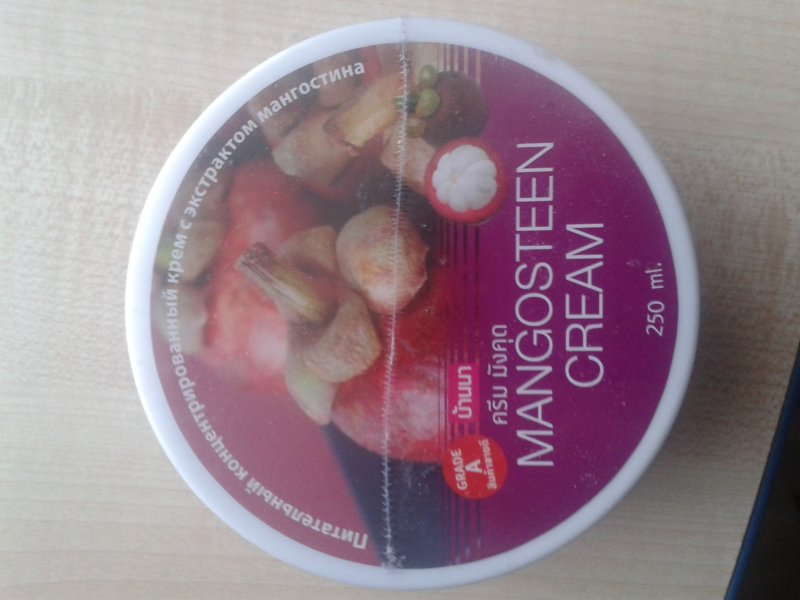 Питательный концентрированный крем с экстрактом мангостина
บ้านนา
GRADE
A
ครีม มังคุด
MANGOSTEEN
CREAM
250 ml.